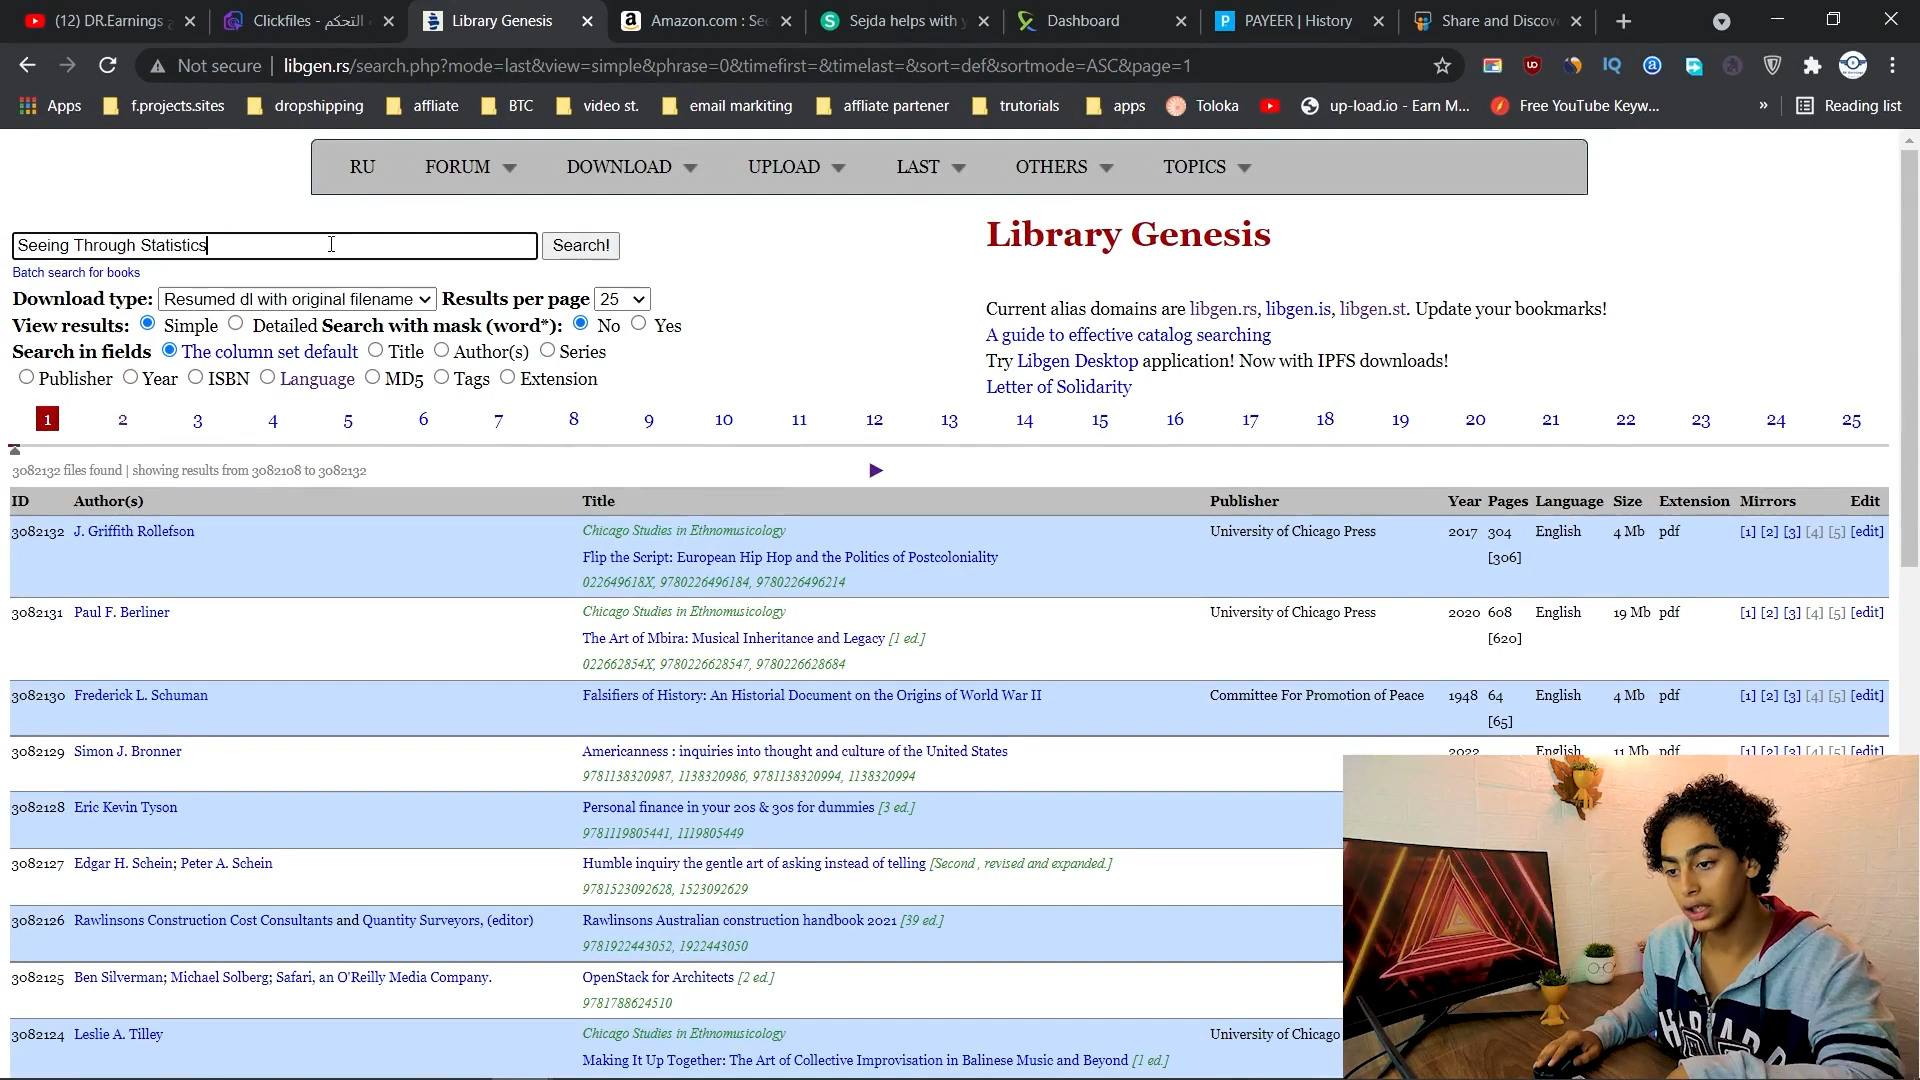 (12) DR.Earnings
Clickfiles - التحكم
Library Genesis
Amazon.com : See
Sejda helps with y
Dashboard
PAYEER | History
Share and Discov
Not secure | libgen.rs/search.php?mode=last&view=simple&phrase=0&timefirst=&timelast=&sort=def&sortmode=ASC&page=1
Apps f.projects.sites dropshipping affliate BTC video st. email markiting affliate partener trutorials apps Toloka up-load.io - Earn M... Free YouTube Keyw... » Reading list
RU FORUM DOWNLOAD UPLOAD LAST OTHERS TOPICS
Seeing Through Statistics Search!
Library Genesis
Batch search for books
Download type: Resumed dl with original filename Results per page 25
Current alias domains are libgen.rs, libgen.is, libgen.st. Update your bookmarks!
View results: Simple Detailed Search with mask (word*): No Yes
A guide to effective catalog searching
Search in fields The column set default Title Author(s) Series
Try Libgen Desktop application! Now with IPFS downloads!
Publisher Year ISBN Language MD5 Tags Extension
Letter of Solidarity
1 2 3 4 5 6 7 8 9 10 11 12 13 14 15 16 17 18 19 20 21 22 23 24 25
3082132 files found | showing results from 3082108 to 3082132
ID Author(s) Title Publisher Year Pages Language Size Extension Mirrors Edit
3082132 J. Griffith Rollefson Chicago Studies in Ethnomusicology University of Chicago Press 2017 304 English 4 Mb pdf [1] [2] [3] [4] [5] [edit]
Flip the Script: European Hip Hop and the Politics of Postcoloniality [306]
022649618X, 9780226496184, 9780226496214
3082131 Paul F. Berliner Chicago Studies in Ethnomusicology University of Chicago Press 2020 608 English 19 Mb pdf [1] [2] [3] [4] [5] [edit]
The Art of Mbira: Musical Inheritance and Legacy [1 ed.] [620]
022662854X, 9780226628547, 9780226628684
3082130 Frederick L. Schuman Falsifiers of History: An Historial Document on the Origins of World War II Committee For Promotion of Peace 1948 64 English 4 Mb pdf [1] [2] [3] [4] [5] [edit]
[65]
3082129 Simon J. Bronner Americanness : inquiries into thought and culture of the United States 2022 English 11 Mb pdf [1] [2] [3] [4] [5] [edit]
9781138320987, 1138320986, 9781138320994, 1138320994
3082128 Eric Kevin Tyson Personal finance in your 20s & 30s for dummies [3 ed.]
9781119805441, 1119805449
3082127 Edgar H. Schein; Peter A. Schein Humble inquiry the gentle art of asking instead of telling [Second , revised and expanded.]
9781523092628, 1523092629
3082126 Rawlinsons Construction Cost Consultants and Quantity Surveyors, (editor) Rawlinsons Australian construction handbook 2021 [39 ed.]
9781922443052, 1922443050
3082125 Ben Silverman; Michael Solberg; Safari, an O'Reilly Media Company. OpenStack for Architects [2 ed.]
9781788624510
3082124 Leslie A. Tilley Chicago Studies in Ethnomusicology University of Chicago
Making It Up Together: The Art of Collective Improvisation in Balinese Music and Beyond [1 ed.]